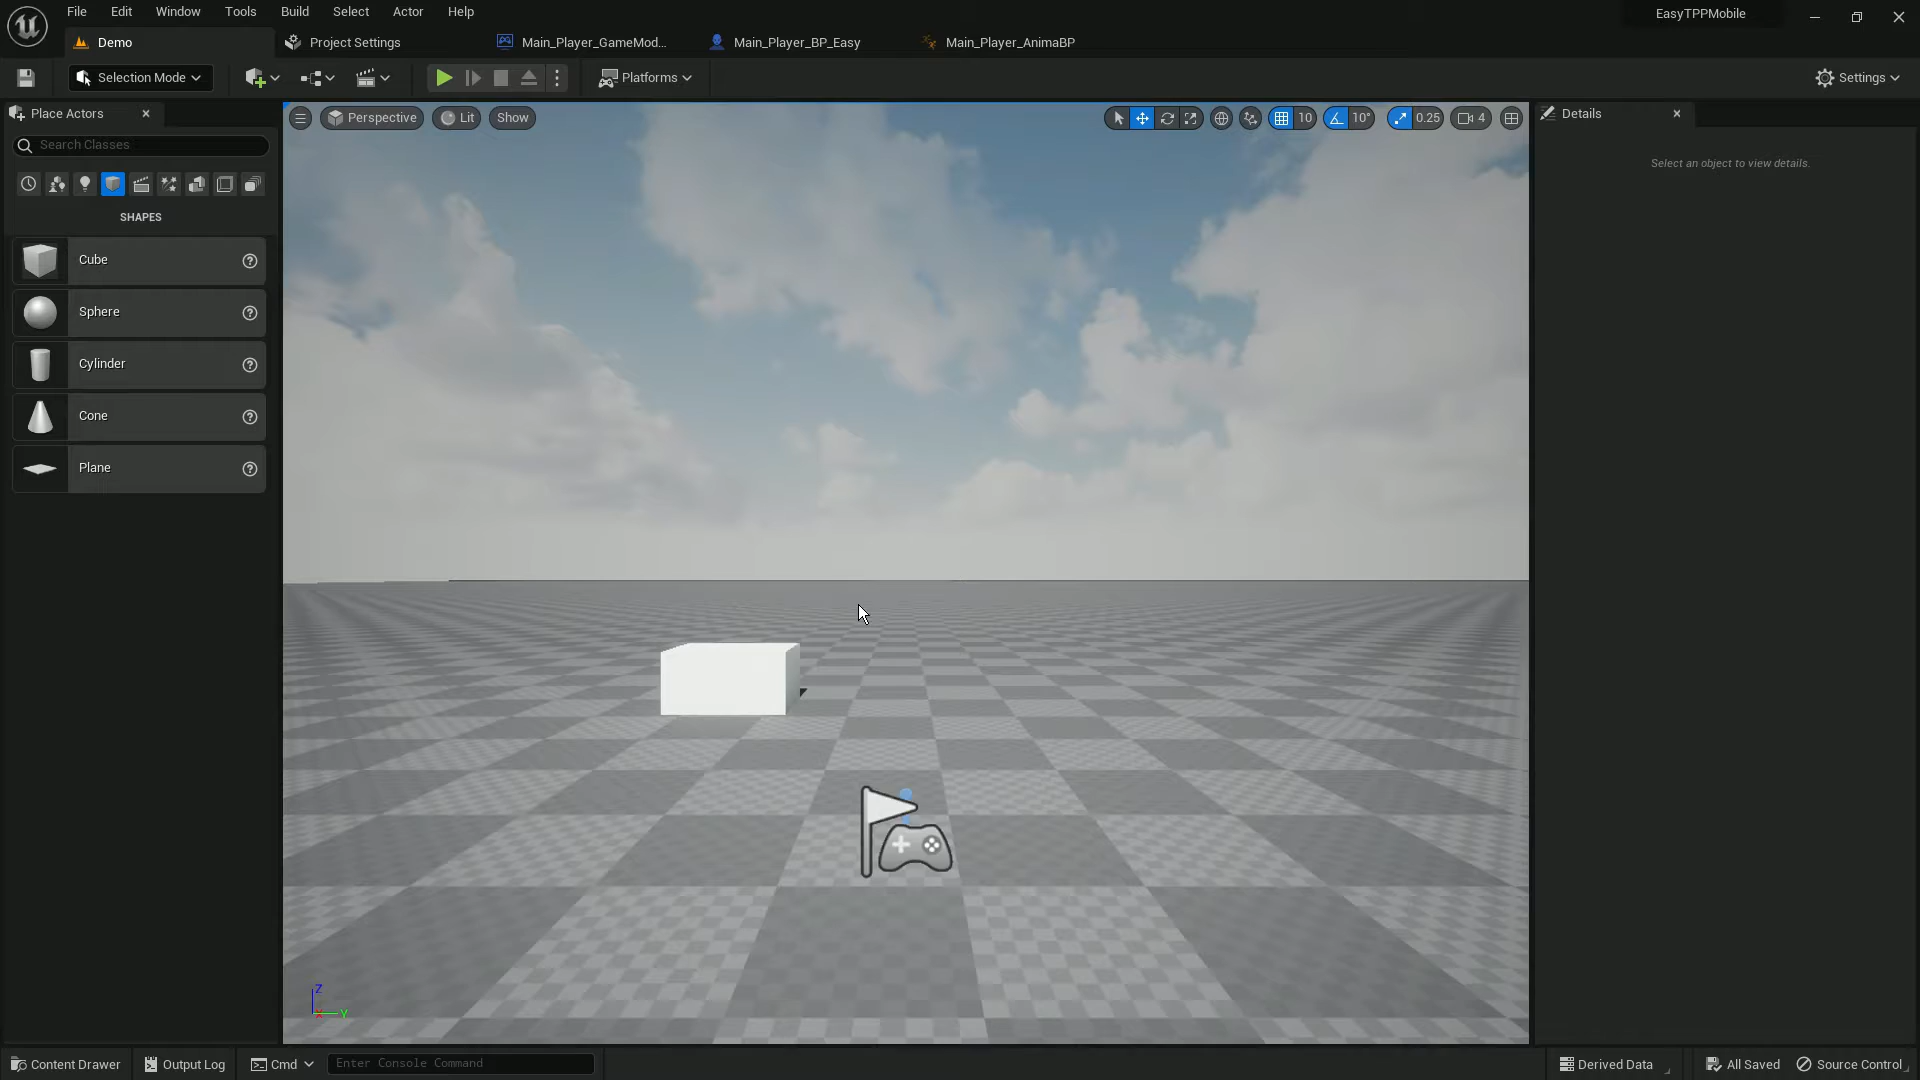 File Edit Window Tools Build Select Actor Help
EasyTPPMobile
Demo
Project Settings
Main_Player_GameMod...
Main_Player_BP_Easy
Main_Player_AnimaBP
Selection Mode
Platforms
Settings
Place Actors
Search Classes
SHAPES
Cube
Sphere
Cylinder
Cone
Plane
Perspective
Lit
Show
10
10°
0.25
4
Details
Select an object to view details.
Z
X
Y
Content Drawer
Output Log
Cmd
Enter Console Command
Derived Data
All Saved
Source Control